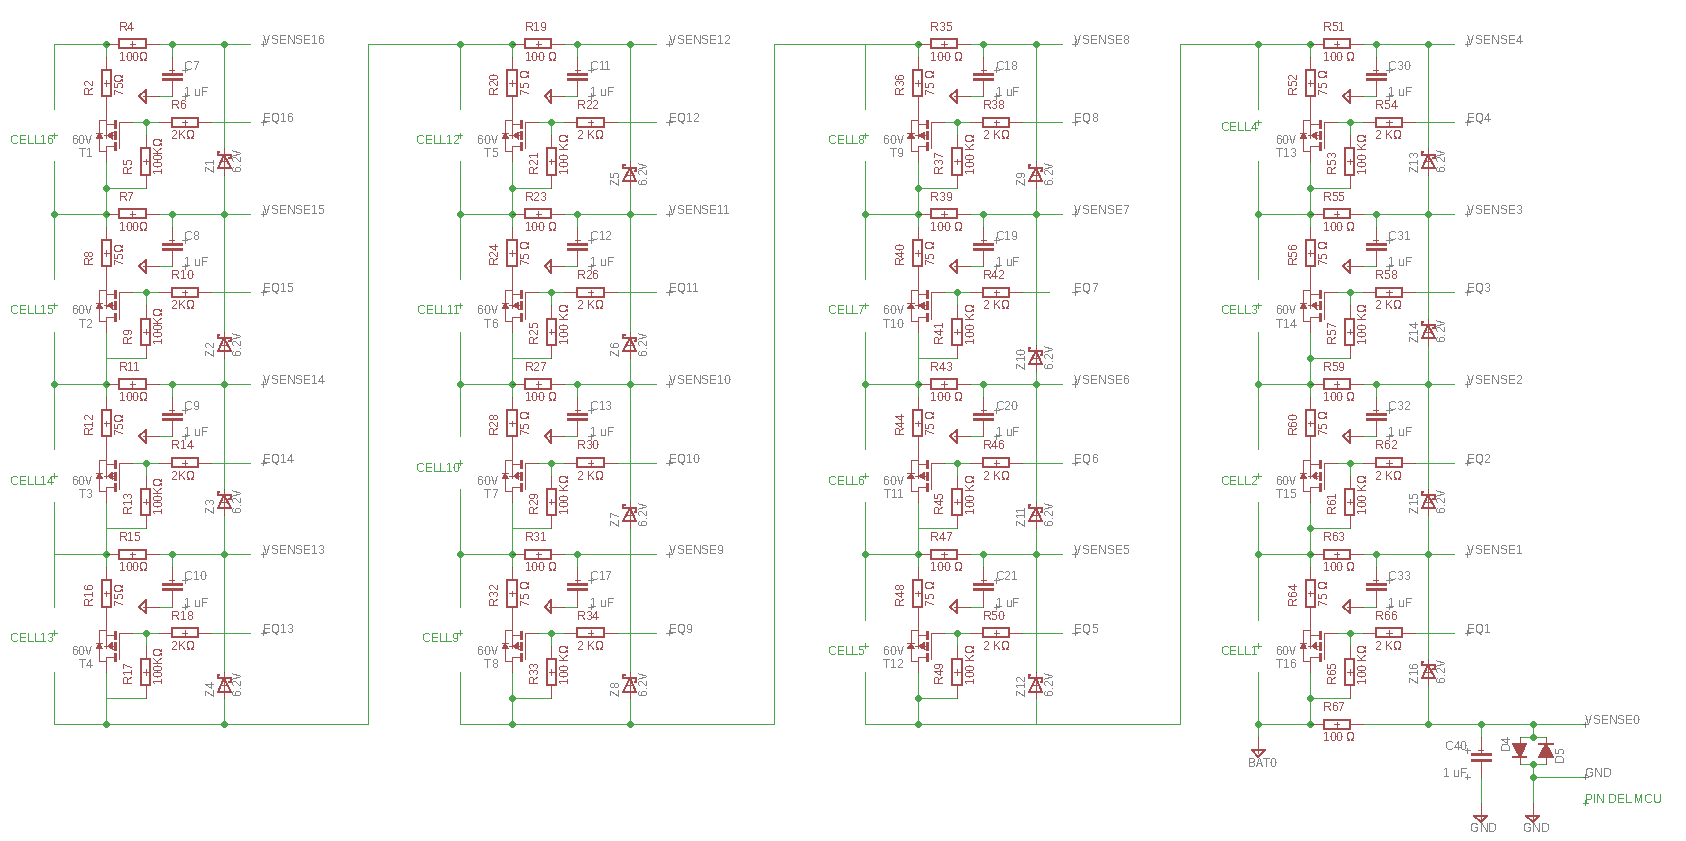 R4
VSENSE16
100Ω
R2
75Ω
C7
1 uF
R6
EQ16
2KΩ
CELL16
60V
T1
R5
100KΩ
Z1
6.2V
R7
VSENSE15
100Ω
R8
75Ω
C8
1 uF
R10
EQ15
2KΩ
CELL15
60V
T2
R9
100KΩ
Z2
6.2V
R11
VSENSE14
100Ω
R12
75Ω
C9
1 uF
R14
EQ14
2KΩ
CELL14
60V
T3
R13
100KΩ
Z3
6.2V
R15
VSENSE13
100Ω
R16
75Ω
C10
1 uF
R18
EQ13
2KΩ
CELL13
60V
T4
R17
100KΩ
Z4
6.2V
R19
VSENSE12
100 Ω
R20
75 Ω
C11
1 uF
R22
EQ12
2 KΩ
CELL12
60V
T5
R21
100 KΩ
Z5
6.2V
R23
VSENSE11
100 Ω
R24
75 Ω
C12
1 uF
R26
EQ11
2 KΩ
CELL11
60V
T6
R25
100 KΩ
Z6
6.2V
R27
VSENSE10
100 Ω
R28
75 Ω
C13
1 uF
R30
EQ10
2 KΩ
CELL10
60V
T7
R29
100 KΩ
Z7
6.2V
R31
VSENSE9
100 Ω
R32
75 Ω
C17
1 uF
R34
EQ9
2 KΩ
CELL9
60V
T8
R33
100 KΩ
Z8
6.2V
R35
VSENSE8
100 Ω
R36
75 Ω
C18
1 uF
R38
EQ8
2 KΩ
CELL8
60V
T9
R37
100 KΩ
Z9
6.2V
R39
VSENSE7
100 Ω
R40
75 Ω
C19
1 uF
R42
EQ7
2 KΩ
CELL7
60V
T10
R41
100 KΩ
Z10
6.2V
R43
VSENSE6
100 Ω
R44
75 Ω
C20
1 uF
R46
EQ6
2 KΩ
CELL6
60V
T11
R45
100 KΩ
Z11
6.2V
R47
VSENSE5
100 Ω
R48
75 Ω
C21
1 uF
R50
EQ5
2 KΩ
CELL5
60V
T12
R49
100 KΩ
Z12
6.2V
R51
VSENSE4
100 Ω
R52
75 Ω
C30
1 uF
R54
EQ4
2 KΩ
CELL4
60V
T13
R53
100 KΩ
Z13
6.2V
R55
VSENSE3
100 Ω
R56
75 Ω
C31
1 uF
R58
EQ3
2 KΩ
CELL3
60V
T14
R57
100 KΩ
Z14
6.2V
R59
VSENSE2
100 Ω
R60
75 Ω
C32
1 uF
R62
EQ2
2 KΩ
CELL2
60V
T15
R61
100 KΩ
Z15
6.2V
R63
VSENSE1
100 Ω
R64
75 Ω
C33
1 uF
R66
EQ1
2 KΩ
CELL1
60V
T16
R65
100 KΩ
Z16
6.2V
R67
VSENSE0
100 Ω
BAT0
C40
1 uF
D4
D5
GND
PIN DEL MCU
GND
GND